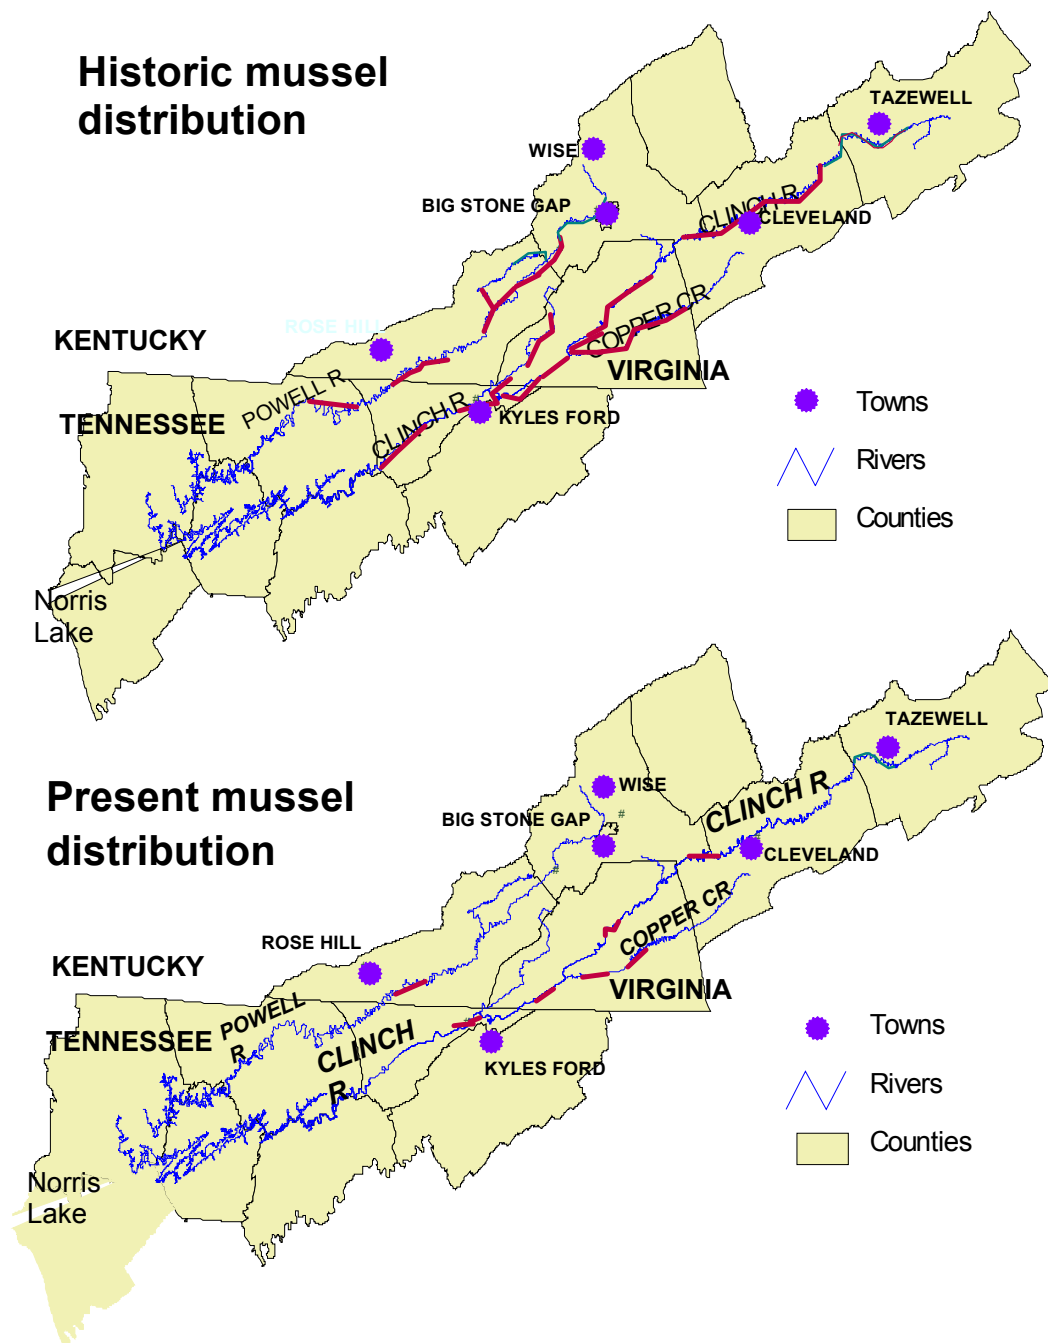 Historic mussel
distribution
TAZEWELL
WISE
BIG STONE GAP
CLINCH R
CLEVELAND
ROSE HILL
COPPER CR
KENTUCKY
VIRGINIA
POWELL R
TENNESSEE
CLINCH R
#
KYLES FORD
Towns
Rivers
Counties
Norris
Lake
Present mussel
distribution
TAZEWELL
WISE
CLINCH R
#
BIG STONE GAP
CLEVELAND
#
COPPER CR
ROSE HILL
KENTUCKY
VIRGINIA
POWELL
R
TENNESSEE
CLINCH
R
KYLES FORD
Towns
Rivers
Counties
Norris
Lake